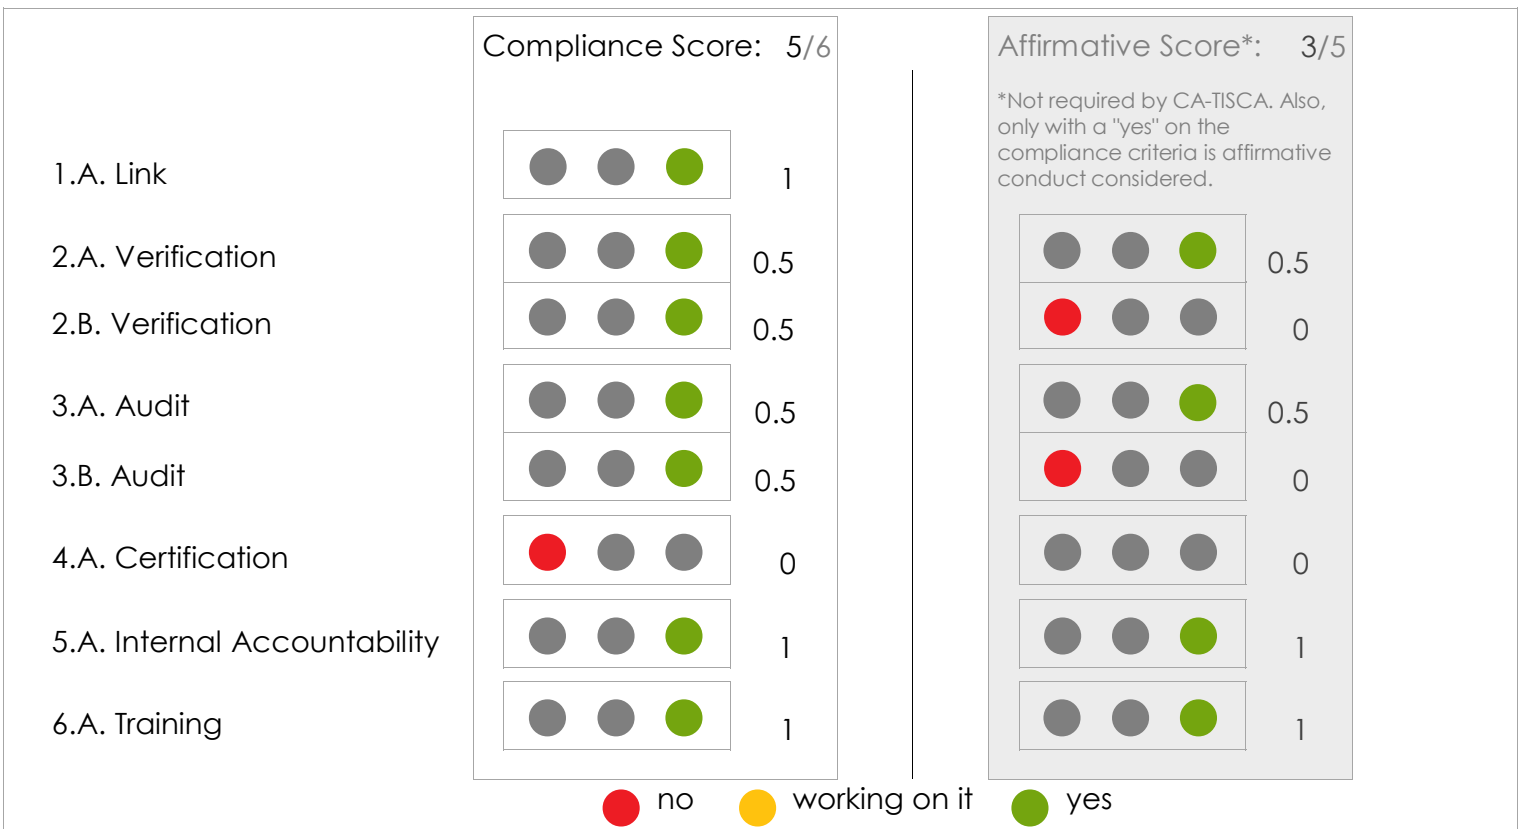 Compliance Score: 5/6
Affirmative Score*: 3/5
*Not required by CA-TISCA. Also,
only with a "yes" on the
compliance criteria is affirmative
conduct considered.
1.A. Link 1
2.A. Verification 0.5 0.5
2.B. Verification 0.5 0
3.A. Audit 0.5 0.5
3.B. Audit 0.5 0
4.A. Certification 0 0
5.A. Internal Accountability 1 1
6.A. Training 1 1
no working on it yes